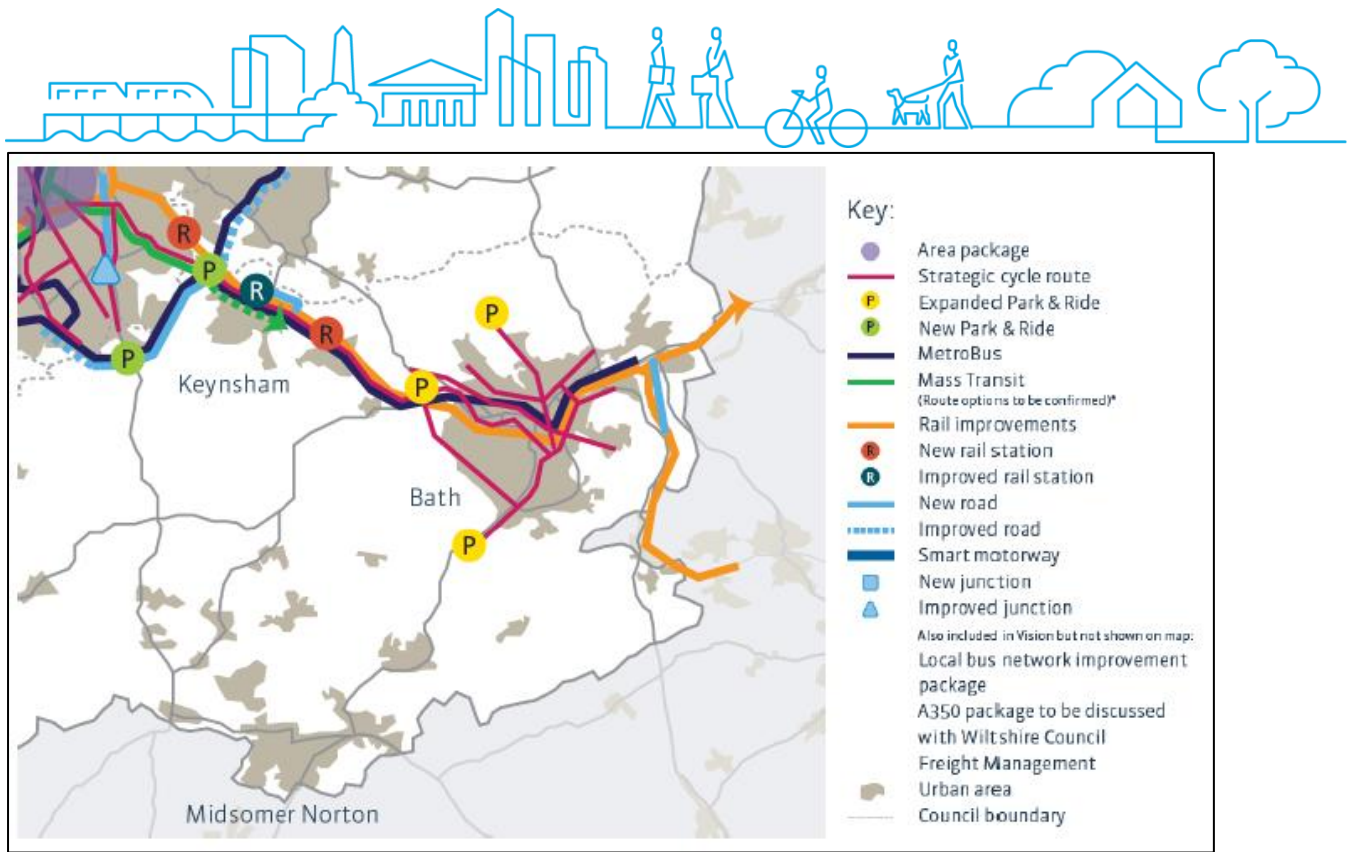 R
P
R
P
R
P
P
Keynsham
Bath
P
Midsomer Norton
Key:
Area package
Strategic cycle route
P Expanded Park & Ride
P New Park & Ride
MetroBus
Mass Transit
(Route options to be confirmed)*
Rail improvements
R New rail station
R Improved rail station
New road
Improved road
Smart motorway
New junction
Improved junction
Also included in Vision but not shown on map:
Local bus network improvement
package
A350 package to be discussed
with Wiltshire Council
Freight Management
Urban area
Council boundary